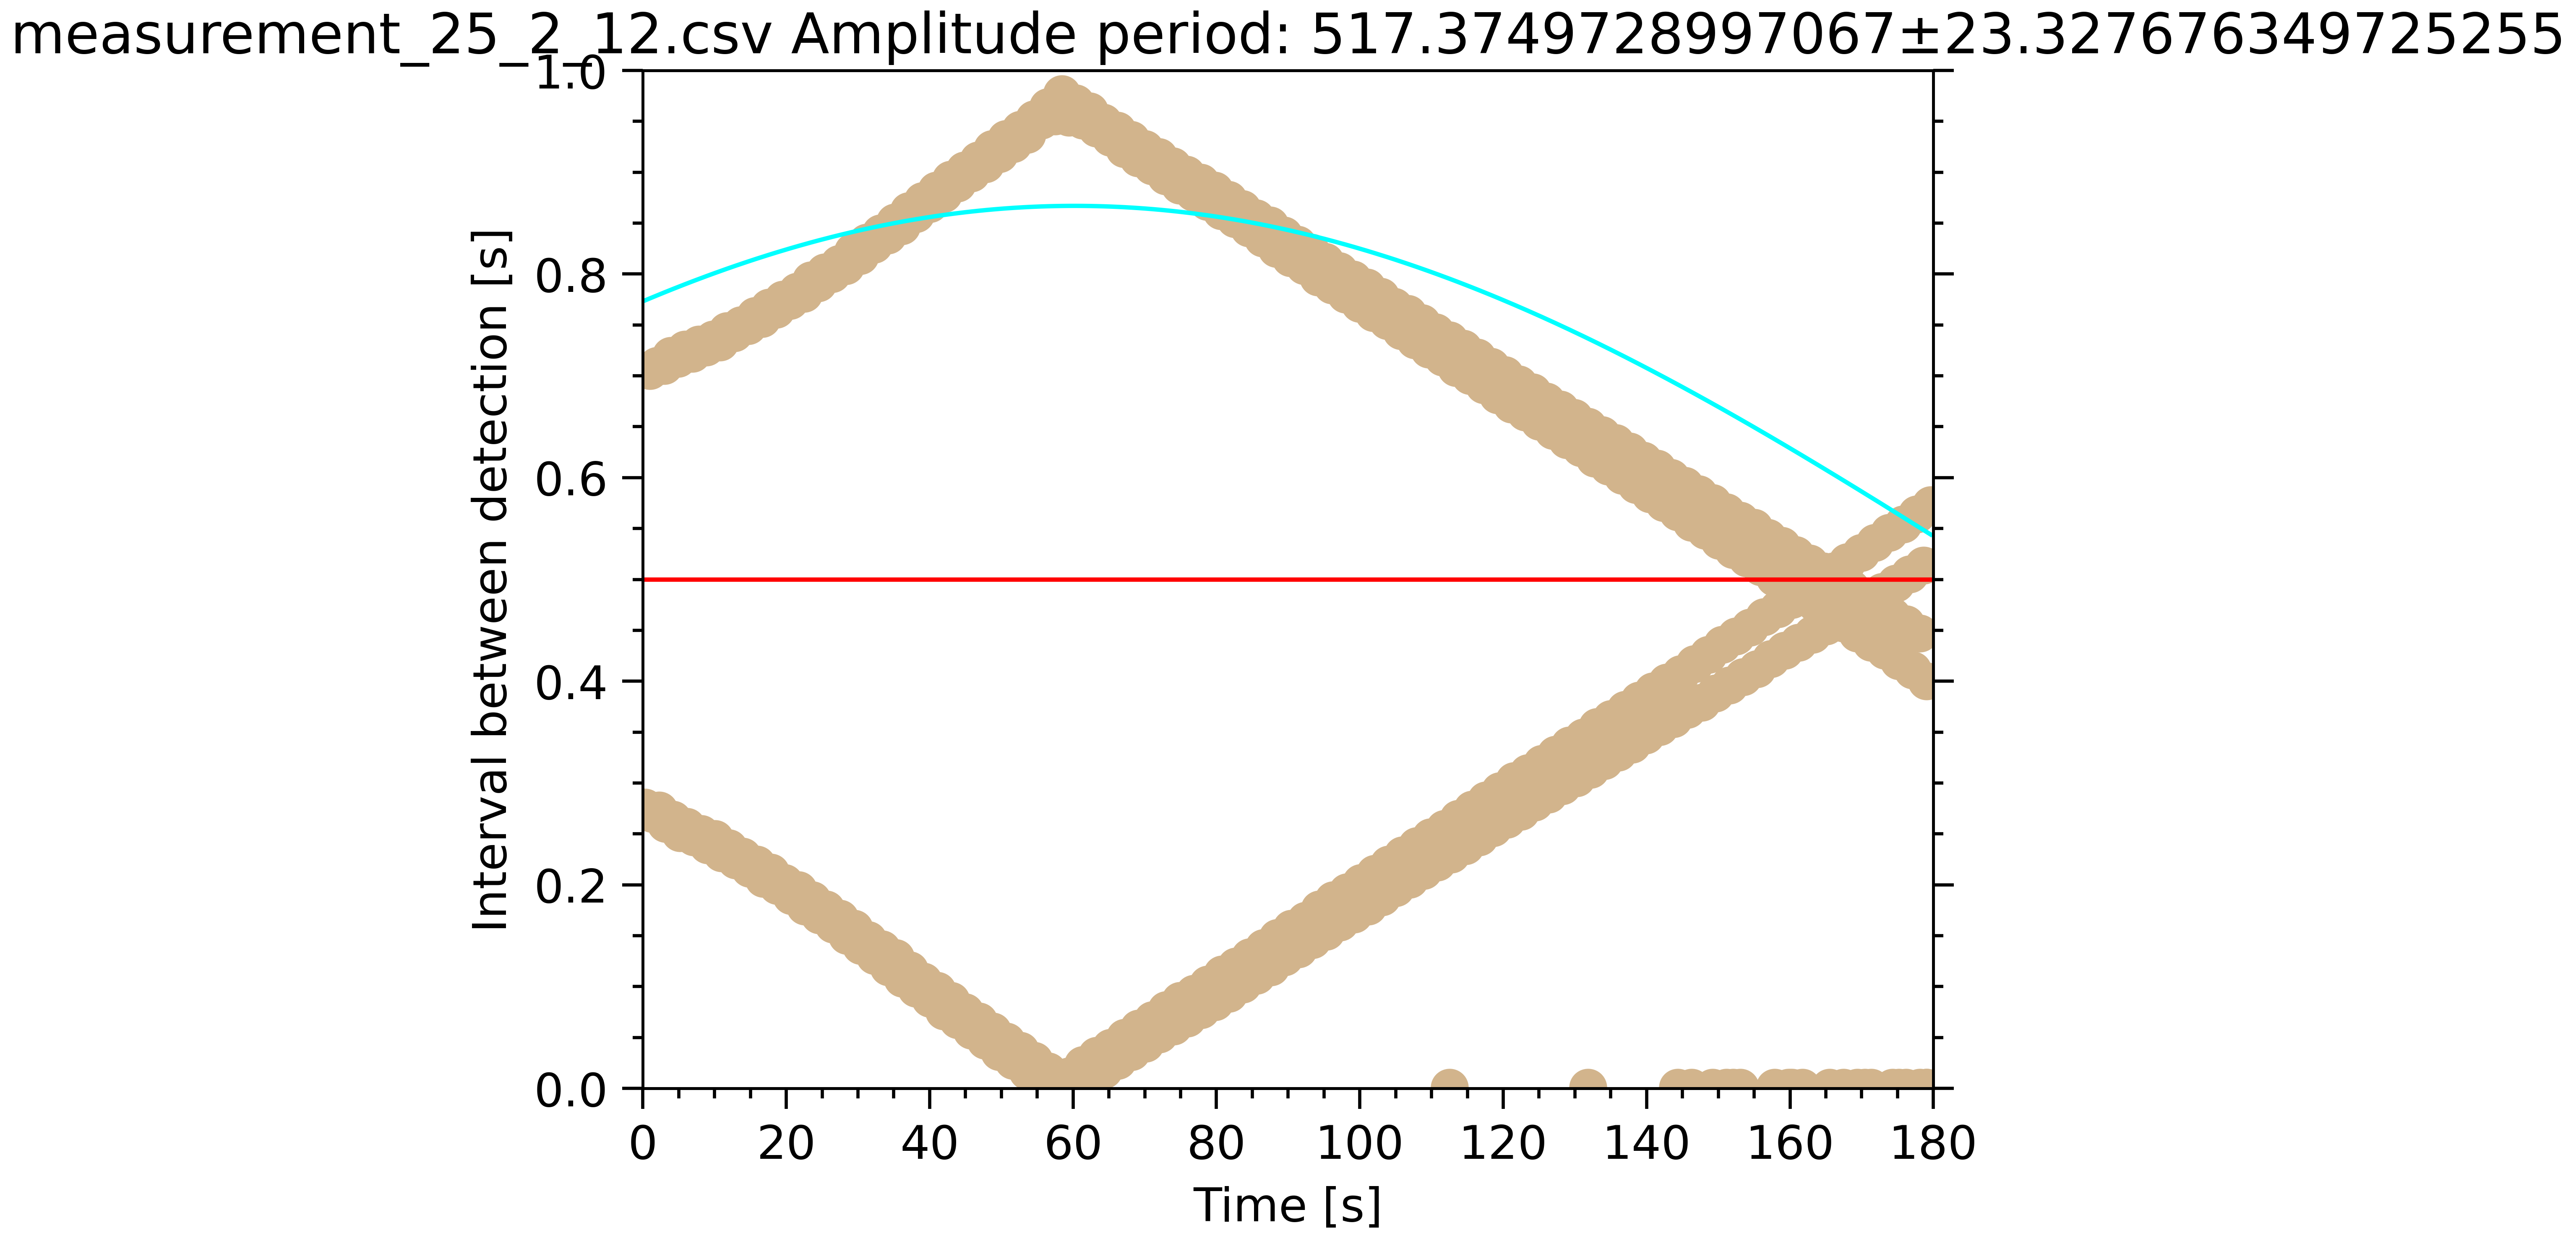 measurement_25_2_12.csv Amplitude period: 517.3749728997067±23.327676349725255
1.0
0.8
0.6
0.4
0.2
0.0
Interval between detection [s]
0 20 40 60 80 100 120 140 160 180
Time [s]